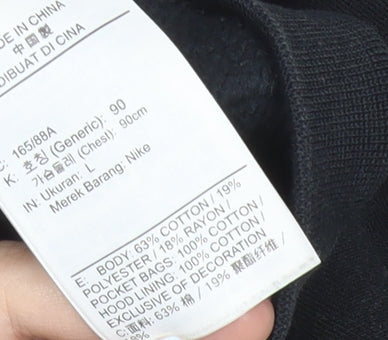 DE IN CHINA
中国製
DIBUAT DI CINA
C: 165/88A
K: 호칭 (Generic): 90
가슴둘레 (Chest): 90cm
IN: Ukuran: L
Merek Barang: Nike
E: BODY: 63% COTTON / 19%
POLYESTER / 18% RAYON /
POCKET BAGS: 100% COTTON /
HOOD LINING: 100% COTTON /
EXCLUSIVE OF DECORATION
C:面料: 63% 棉 / 19% 聚酯纤维 /